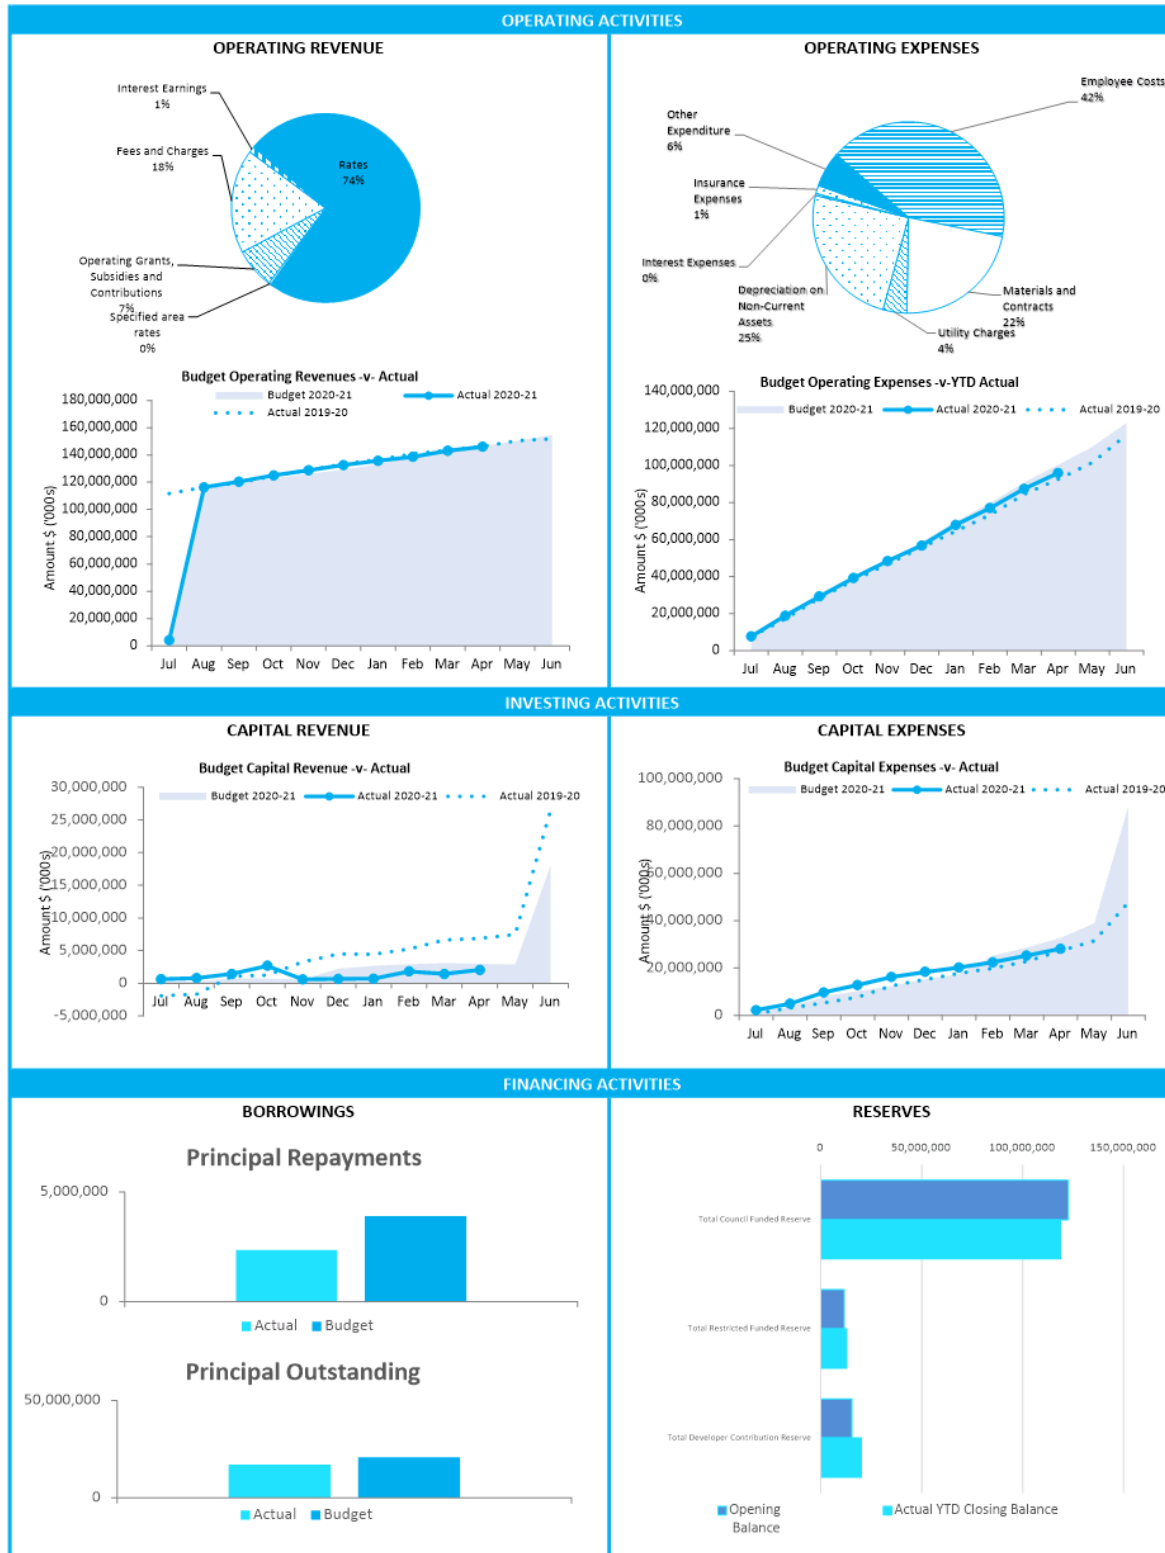 OPERATING ACTIVITIES
OPERATING REVENUE
Interest Earnings
1%
Fees and Charges
18%
Rates
74%
Operating Grants,
Subsidies and
Contributions
7%
Specified area
rates
0%
Budget Operating Revenues -v- Actual
Budget 2020-21
Actual 2020-21
Actual 2019-20
Amount $ ('000s)
180,000,000
160,000,000
140,000,000
120,000,000
100,000,000
80,000,000
60,000,000
40,000,000
20,000,000
0
Jul Aug Sep Oct Nov Dec Jan Feb Mar Apr May Jun
OPERATING EXPENSES
Employee Costs
42%
Other
Expenditure
6%
Insurance
Expenses
1%
Interest Expenses
0%
Depreciation on
Non-Current
Assets
25%
Utility Charges
4%
Materials and
Contracts
22%
Budget Operating Expenses -v-YTD Actual
Budget 2020-21
Actual 2020-21
Actual 2019-20
Amount $ ('000s)
140,000,000
120,000,000
100,000,000
80,000,000
60,000,000
40,000,000
20,000,000
0
Jul Aug Sep Oct Nov Dec Jan Feb Mar Apr May Jun
INVESTING ACTIVITIES
CAPITAL REVENUE
Budget Capital Revenue -v- Actual
Budget 2020-21
Actual 2020-21
Actual 2019-20
Amount $ ('000s)
30,000,000
25,000,000
20,000,000
15,000,000
10,000,000
5,000,000
0
-5,000,000
Jul Aug Sep Oct Nov Dec Jan Feb Mar Apr May Jun
CAPITAL EXPENSES
Budget Capital Expenses -v- Actual
Budget 2020-21
Actual 2020-21
Actual 2019-20
Amount $ ('000s)
100,000,000
80,000,000
60,000,000
40,000,000
20,000,000
0
Jul Aug Sep Oct Nov Dec Jan Feb Mar Apr May Jun
FINANCING ACTIVITIES
BORROWINGS
Principal Repayments
5,000,000
0
Actual Budget
Principal Outstanding
50,000,000
0
Actual Budget
RESERVES
0 50,000,000 100,000,000 150,000,000
Total Council Funded Reserve
Total Restricted Funded Reserve
Total Developer Contribution Reserve
Opening
Balance
Actual YTD Closing Balance